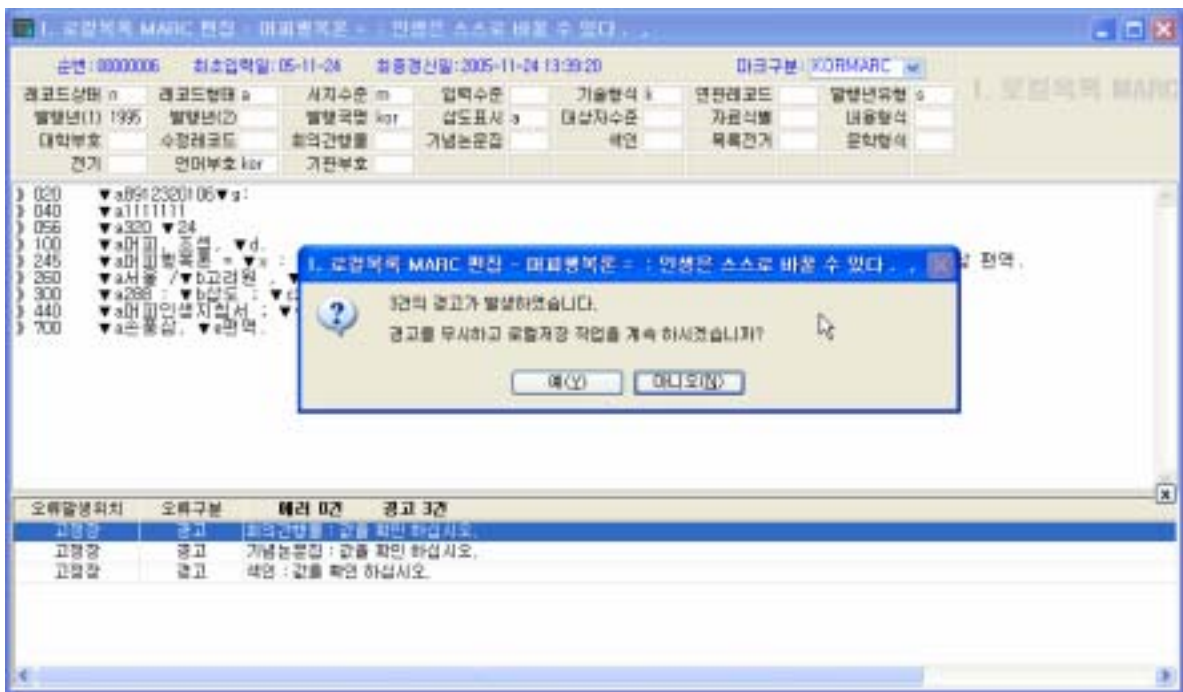 1. 로컬목록 MARC 편집 - 머피행복론 = : 인생은 스스로 바꿀 수 있다 . .
순번 : 00000006 최초입력일: 05-11-24 최종갱신일: 2005-11-24 13:39:20 마크구분: KORMARC
1. 로컬목록 MARC
레코드상태 n 레코드형태 a 서지수준 m 입력수준 기술형식 k 연관레코드 발행년유형 s
발행년(1) 1995 발행년(2) 발행국명 kor 삽도표시 a 대상자수준 자료식별 내용형식
대학부호 수정레코드 회의간행물 기념논문집 색인 목록전거 문학형식
전기 언어부호 kor 기관부호
020 ▼a8912320106▼g:
040 ▼a1111111
056 ▼a320 ▼24
100 ▼a머피, 조셉. ▼d.
245 ▼a머피행복론 = ▼x : 편역.
260 ▼a서울 /▼b고려원 ,
300 ▼a288 : ▼b삽도 ;
440 ▼a머피인생지침서 ;
700 ▼a손풍삼. ▼e편역.
1. 로컬목록 MARC 편집 - 머피행복론 = : 인생은 스스로 바꿀 수 있다 . .
3건의 경고가 발생하였습니다.
경고를 무시하고 로컬저장 작업을 계속 하시겠습니까?
예(Y) 아니오(N)
오류발생위치 오류구분 에러 0건 경고 3건
고정장 경고 회의간행물 : 값을 확인 하십시오.
고정장 경고 기념논문집 : 값을 확인 하십시오.
고정장 경고 색인 : 값을 확인 하십시오.